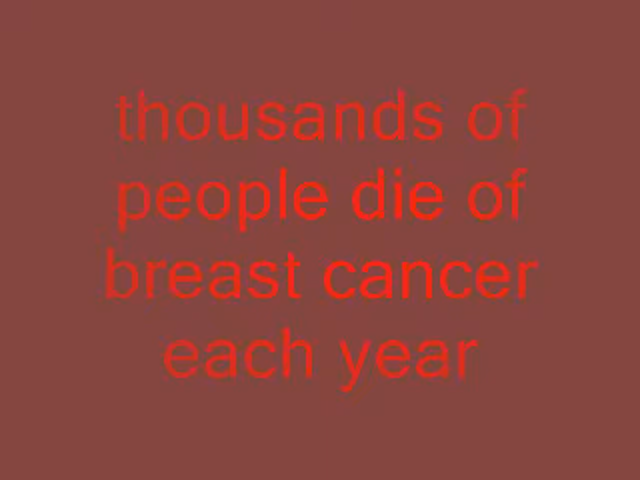 thousands of
people die of
breast cancer
each year